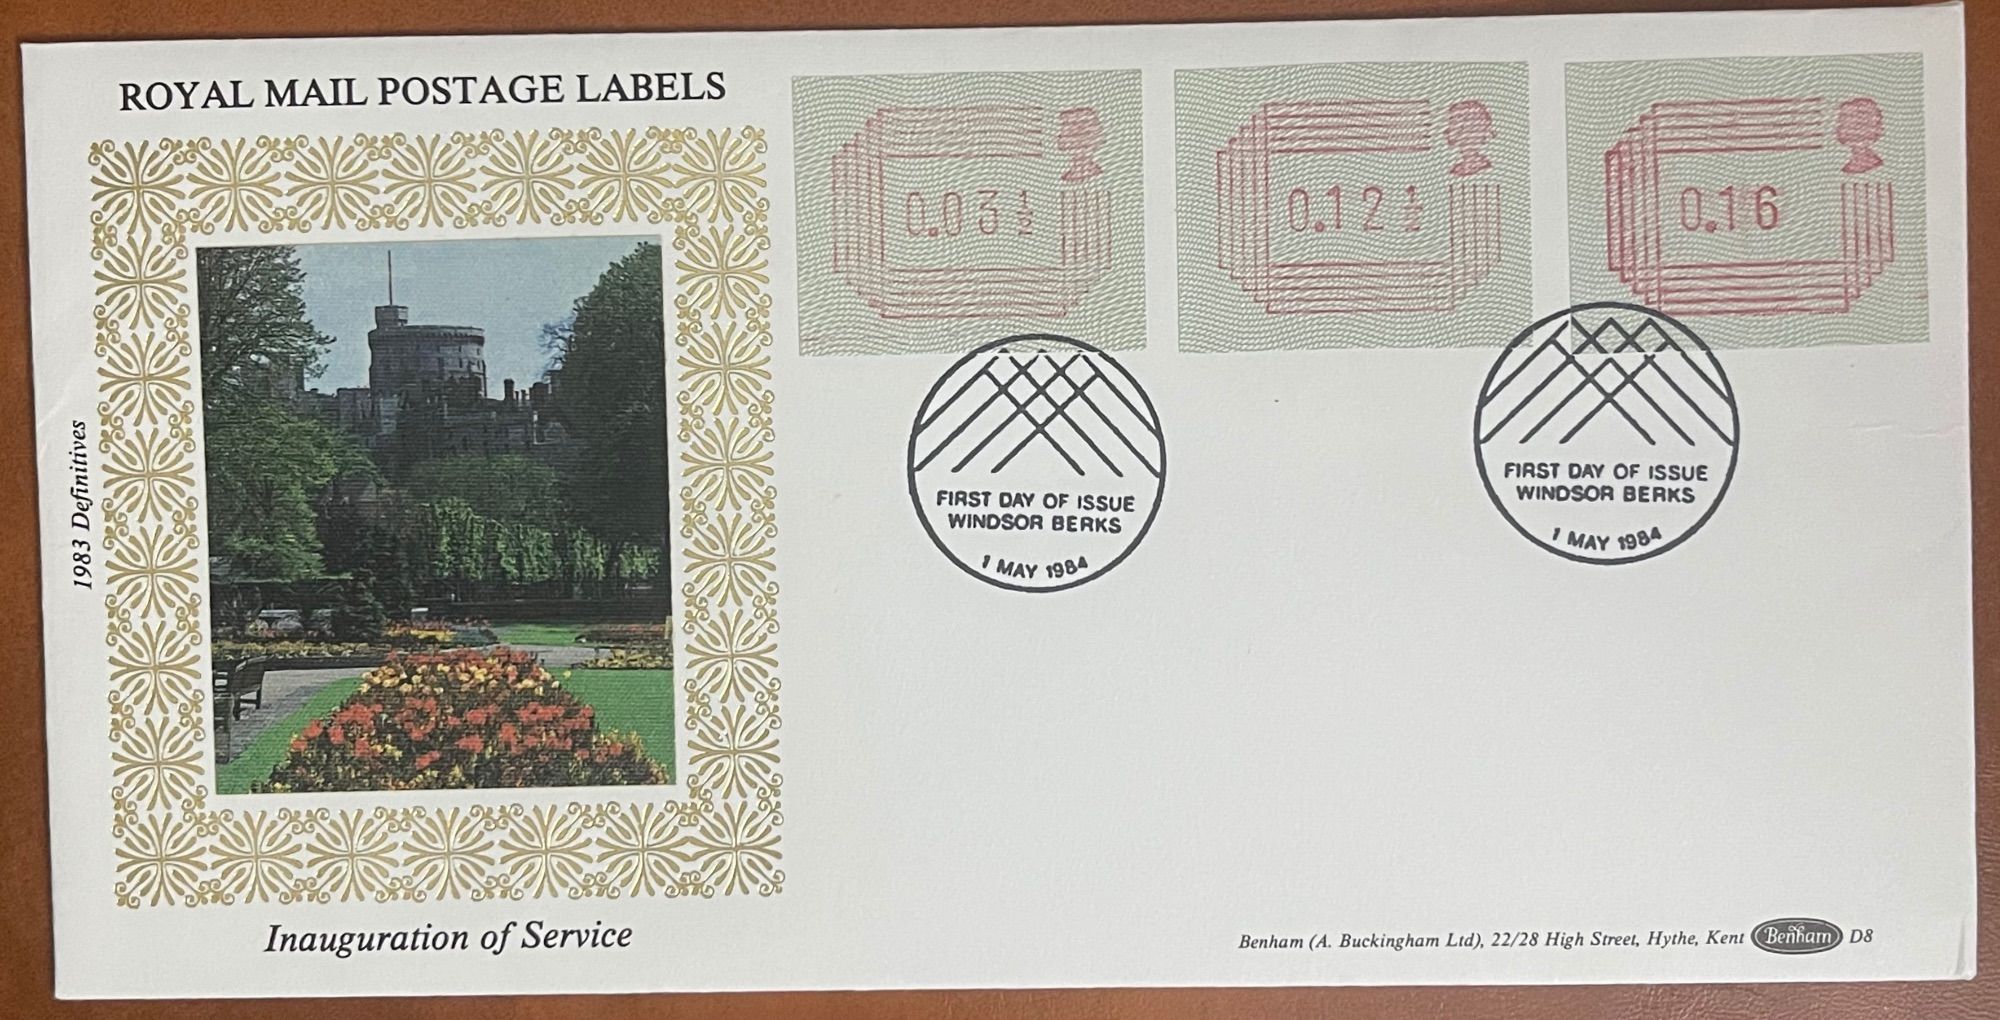 ROYAL MAIL POSTAGE LABELS
1983 Definitives
Inauguration of Service
0.03½
0.12½
0.16
FIRST DAY OF ISSUE
WINDSOR BERKS
1 MAY 1984
FIRST DAY OF ISSUE
WINDSOR BERKS
1 MAY 1984
Benham (A. Buckingham Ltd), 22/28 High Street, Hythe, Kent Benham D8